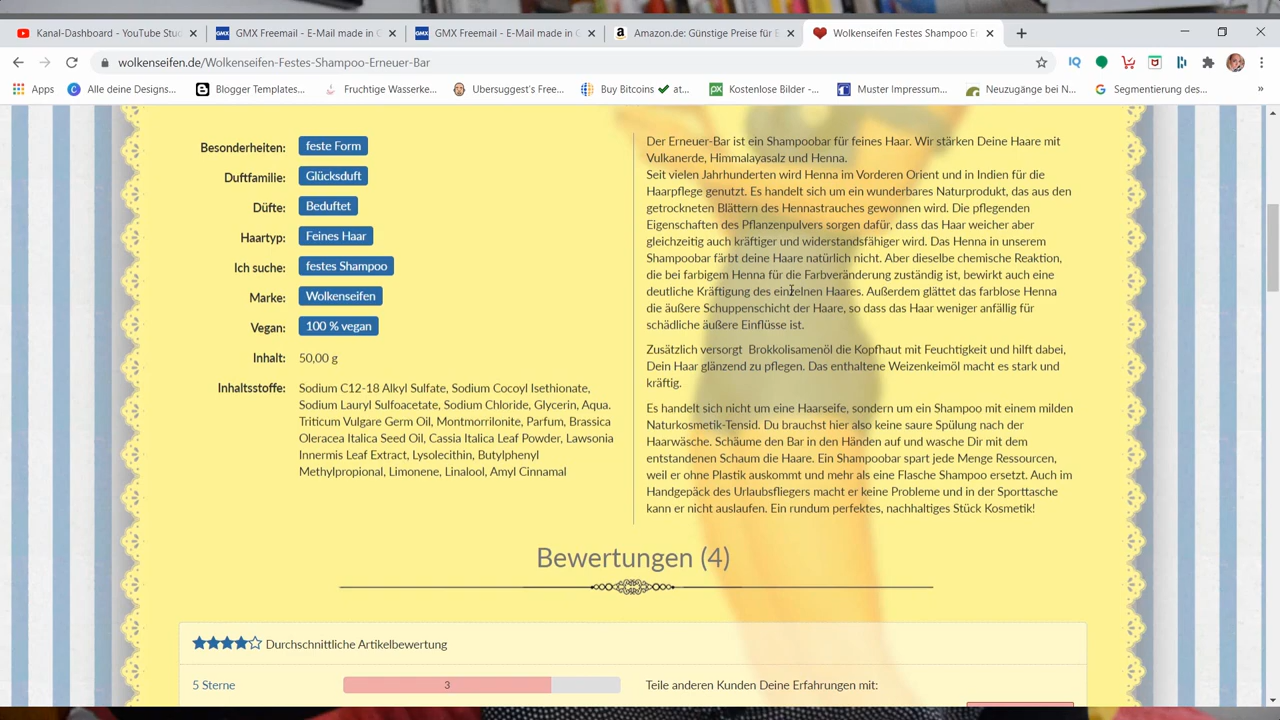 Kanal-Dashboard - YouTube Stud
GMX Freemail - E-Mail made in G
GMX Freemail - E-Mail made in G
Amazon.de: Günstige Preise für E
Wolkenseifen Festes Shampoo Er
wolkenseifen.de/Wolkenseifen-Festes-Shampoo-Erneuer-Bar
Apps
Alle deine Designs...
Blogger Templates...
Fruchtige Wasserke...
Ubersuggest's Free...
Buy Bitcoins ✓ at...
Kostenlose Bilder -...
Muster Impressum...
Neuzugänge bei N...
Segmentierung des...
Besonderheiten: feste Form
Duftfamilie: Glücksduft
Düfte: Beduftet
Haartyp: Feines Haar
Ich suche: festes Shampoo
Marke: Wolkenseifen
Vegan: 100 % vegan
Inhalt: 50,00 g
Inhaltsstoffe: Sodium C12-18 Alkyl Sulfate, Sodium Cocoyl Isethionate,
Sodium Lauryl Sulfoacetate, Sodium Chloride, Glycerin, Aqua.
Triticum Vulgare Germ Oil, Montmorrilonite, Parfum, Brassica
Oleracea Italica Seed Oil, Cassia Italica Leaf Powder, Lawsonia
Innermis Leaf Extract, Lysolecithin, Butylphenyl
Methylpropional, Limonene, Linalool, Amyl Cinnamal
Der Erneuer-Bar ist ein Shampoobar für feines Haar. Wir stärken Deine Haare mit
Vulkanerde, Himmalayasalz und Henna.
Seit vielen Jahrhunderten wird Henna im Vorderen Orient und in Indien für die
Haarpflege genutzt. Es handelt sich um ein wunderbares Naturprodukt, das aus den
getrockneten Blättern des Hennastrauches gewonnen wird. Die pflegenden
Eigenschaften des Pflanzenpulvers sorgen dafür, dass das Haar weicher aber
gleichzeitig auch kräftiger und widerstandsfähiger wird. Das Henna in unserem
Shampoobar färbt deine Haare natürlich nicht. Aber dieselbe chemische Reaktion,
die bei farbigem Henna für die Farbveränderung zuständig ist, bewirkt auch eine
deutliche Kräftigung des einzelnen Haares. Außerdem glättet das farblose Henna
die äußere Schuppenschicht der Haare, so dass das Haar weniger anfällig für
schädliche äußere Einflüsse ist.
Zusätzlich versorgt Brokkolisamenöl die Kopfhaut mit Feuchtigkeit und hilft dabei,
Dein Haar glänzend zu pflegen. Das enthaltene Weizenkeimöl macht es stark und
kräftig.
Es handelt sich nicht um eine Haarseife, sondern um ein Shampoo mit einem milden
Naturkosmetik-Tensid. Du brauchst hier also keine saure Spülung nach der
Haarwäsche. Schäume den Bar in den Händen auf und wasche Dir mit dem
entstandenen Schaum die Haare. Ein Shampoobar spart jede Menge Ressourcen,
weil er ohne Plastik auskommt und mehr als eine Flasche Shampoo ersetzt. Auch im
Handgepäck des Urlaubsfliegers macht er keine Probleme und in der Sporttasche
kann er nicht auslaufen. Ein rundum perfektes, nachhaltiges Stück Kosmetik!
Bewertungen (4)
Durchschnittliche Artikelbewertung
5 Sterne
3
Teile anderen Kunden Deine Erfahrungen mit: